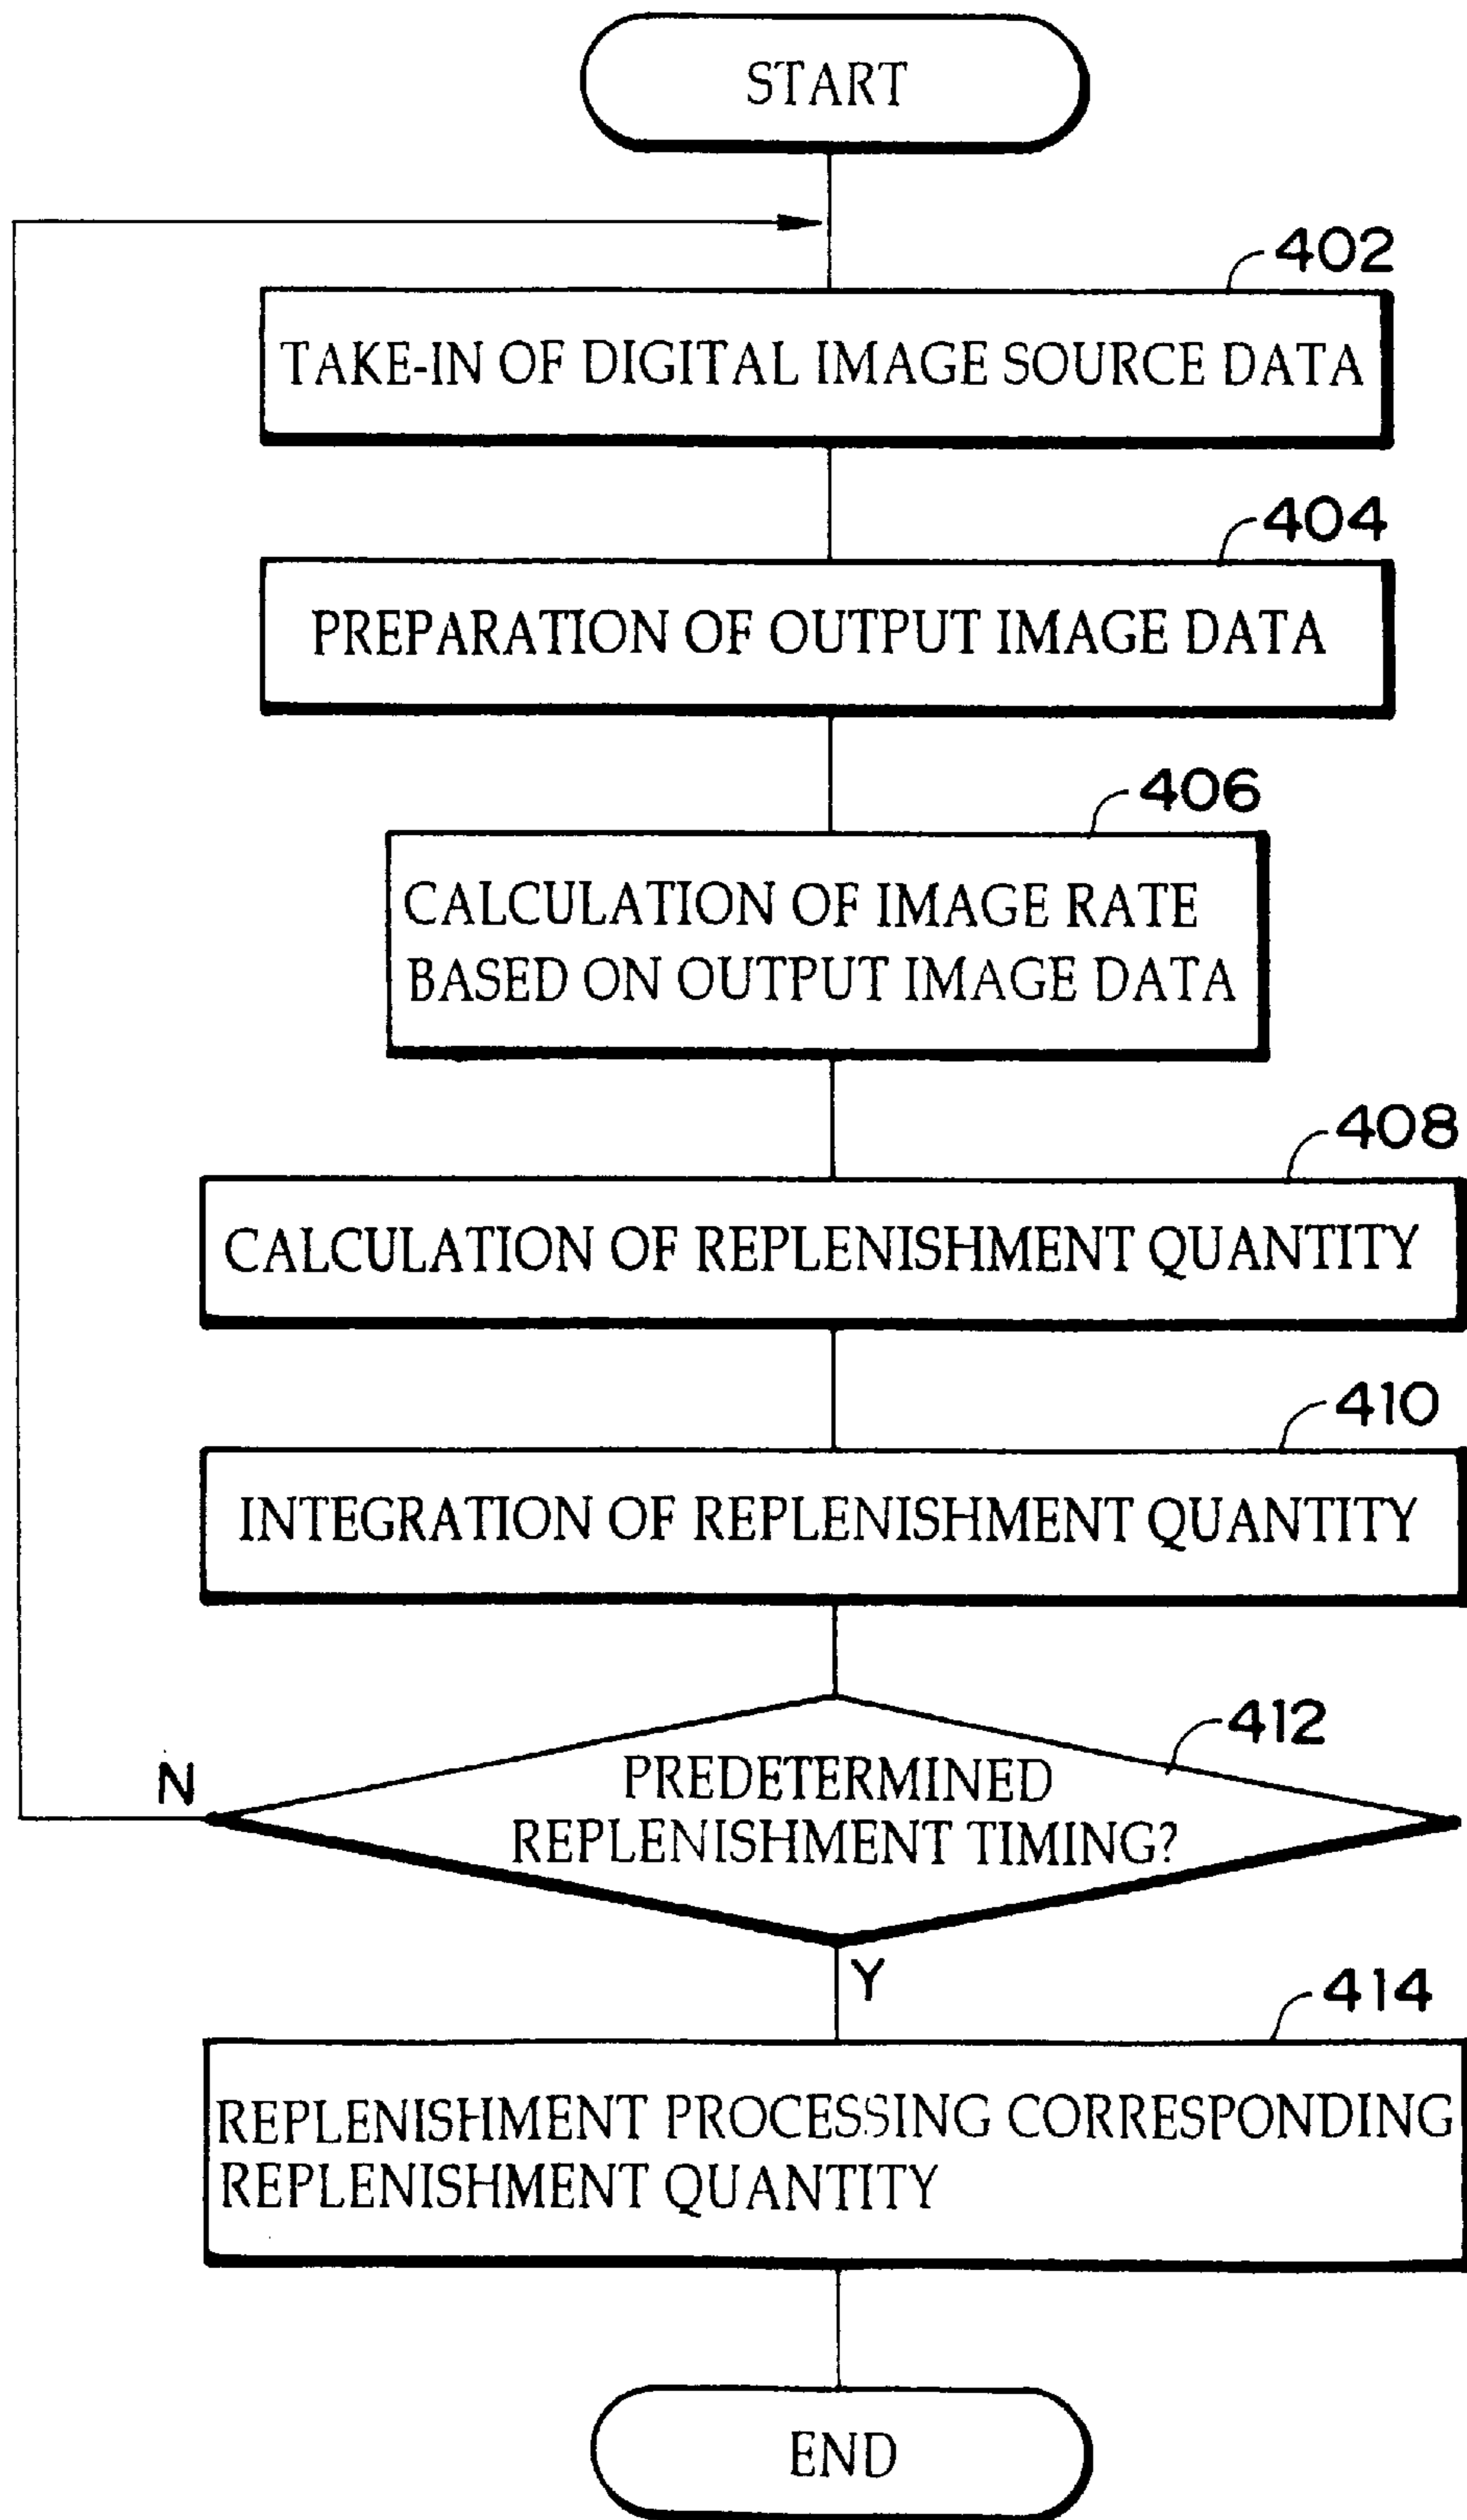 START
402
TAKE-IN OF DIGITAL IMAGE SOURCE DATA
404
PREPARATION OF OUTPUT IMAGE DATA
406
CALCULATION OF IMAGE RATE
BASED ON OUTPUT IMAGE DATA
408
CALCULATION OF REPLENISHMENT QUANTITY
410
INTEGRATION OF REPLENISHMENT QUANTITY
412
PREDETERMINED
REPLENISHMENT TIMING?
N
Y
414
REPLENISHMENT PROCESSING CORRESPONDING
REPLENISHMENT QUANTITY
END